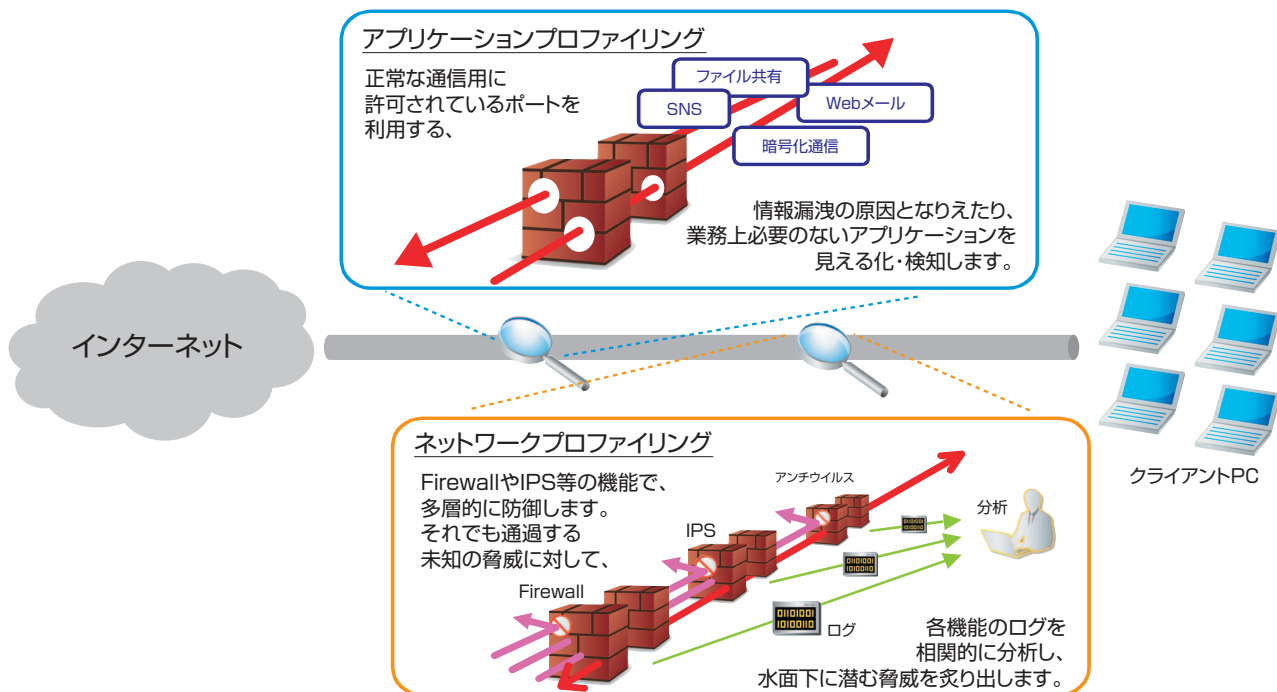 アプリケーションプロファイリング
正常な通信用に
許可されているポートを
利用する、
ファイル共有
SNS
Webメール
暗号化通信
情報漏洩の原因となりえたり、
業務上必要のないアプリケーションを
見える化・検知します。
インターネット
クライアントPC
ネットワークプロファイリング
FirewallやIPS等の機能で、
多層的に防御します。
それでも通過する
未知の脅威に対して、
アンチウイルス
IPS
Firewall
分析
01101001
10100110
01101001
10100110
01101001
10100110
ログ
各機能のログを
相関的に分析し、
水面下に潜む脅威を炙り出します。